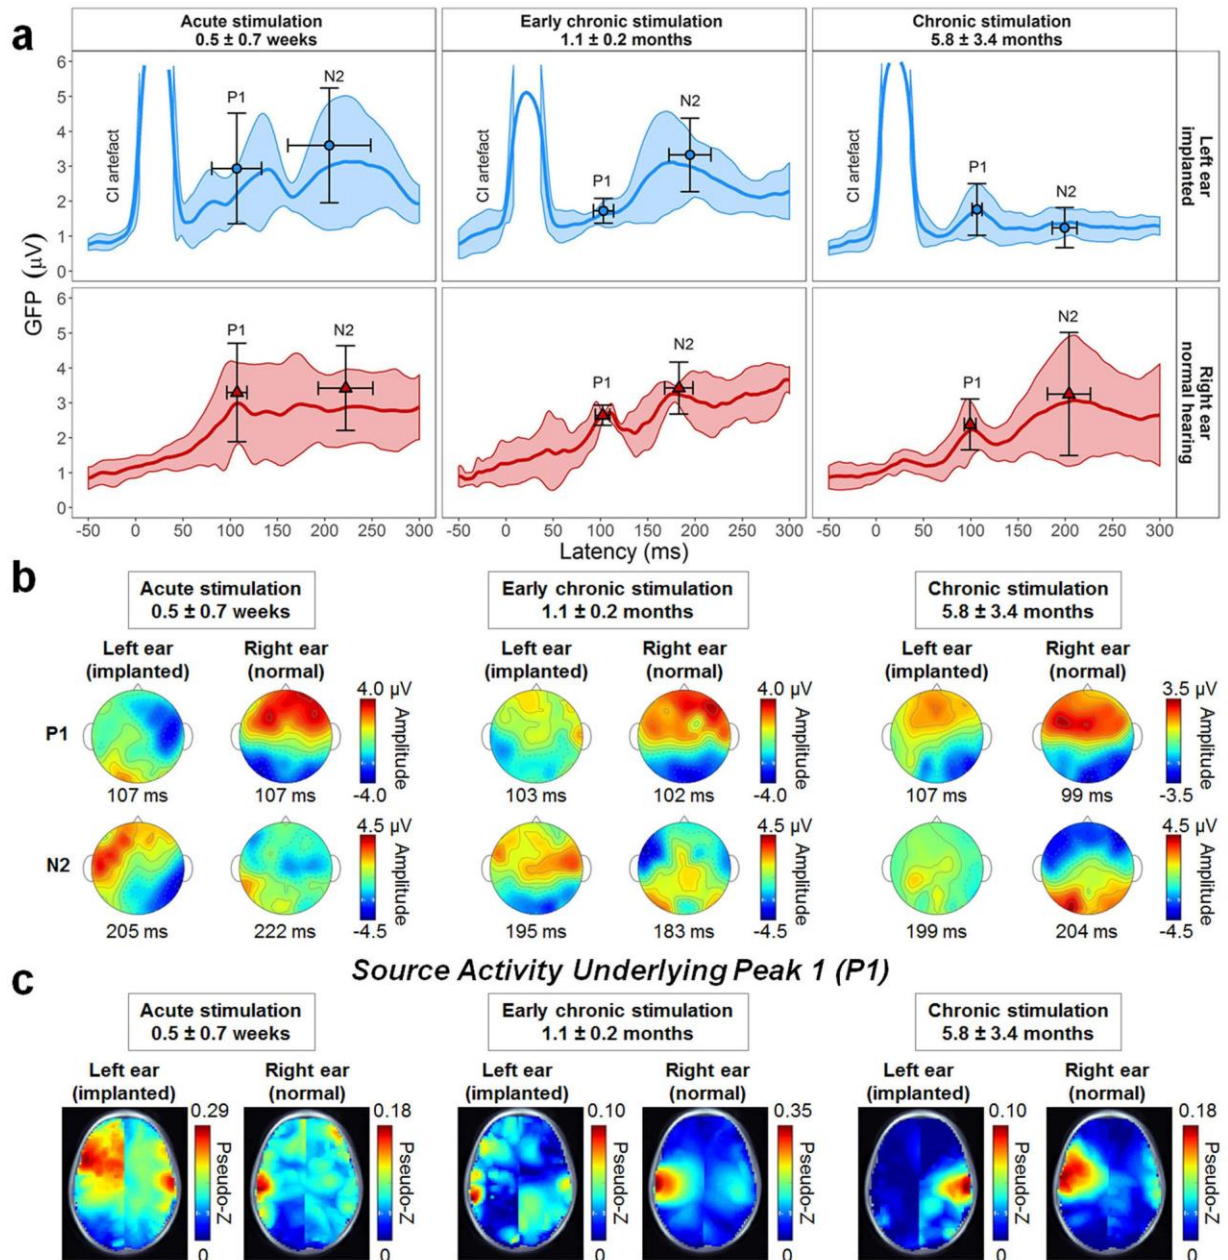 a
Acute stimulation
0.5 ± 0.7 weeks
Early chronic stimulation
1.1 ± 0.2 months
Chronic stimulation
5.8 ± 3.4 months
6
5
4
3
2
1
0
CI artefact
P1
N2
CI artefact
P1
N2
CI artefact
P1
N2
Left ear
implanted
GFP (µV)
6
5
4
3
2
1
0
P1
N2
P1
N2
P1
N2
Right ear
normal hearing
-50 0 50 100 150 200 250 300
-50 0 50 100 150 200 250 300
-50 0 50 100 150 200 250 300
Latency (ms)
b
Acute stimulation
0.5 ± 0.7 weeks
Early chronic stimulation
1.1 ± 0.2 months
Chronic stimulation
5.8 ± 3.4 months
Left ear
(implanted)
Right ear
(normal)
Left ear
(implanted)
Right ear
(normal)
Left ear
(implanted)
Right ear
(normal)
P1
4.0 µV
Amplitude
-4.0
4.0 µV
Amplitude
-4.0
3.5 µV
Amplitude
-3.5
107 ms
107 ms
103 ms
102 ms
107 ms
99 ms
N2
4.5 µV
Amplitude
-4.5
4.5 µV
Amplitude
-4.5
4.5 µV
Amplitude
-4.5
205 ms
222 ms
195 ms
183 ms
199 ms
204 ms
Source Activity Underlying Peak 1 (P1)
c
Acute stimulation
0.5 ± 0.7 weeks
Early chronic stimulation
1.1 ± 0.2 months
Chronic stimulation
5.8 ± 3.4 months
Left ear
(implanted)
Right ear
(normal)
Left ear
(implanted)
Right ear
(normal)
Left ear
(implanted)
Right ear
(normal)
0.29
Pseudo-Z
0
0.18
Pseudo-Z
0
0.10
Pseudo-Z
0
0.35
Pseudo-Z
0
0.10
Pseudo-Z
0
0.18
Pseudo-Z
0